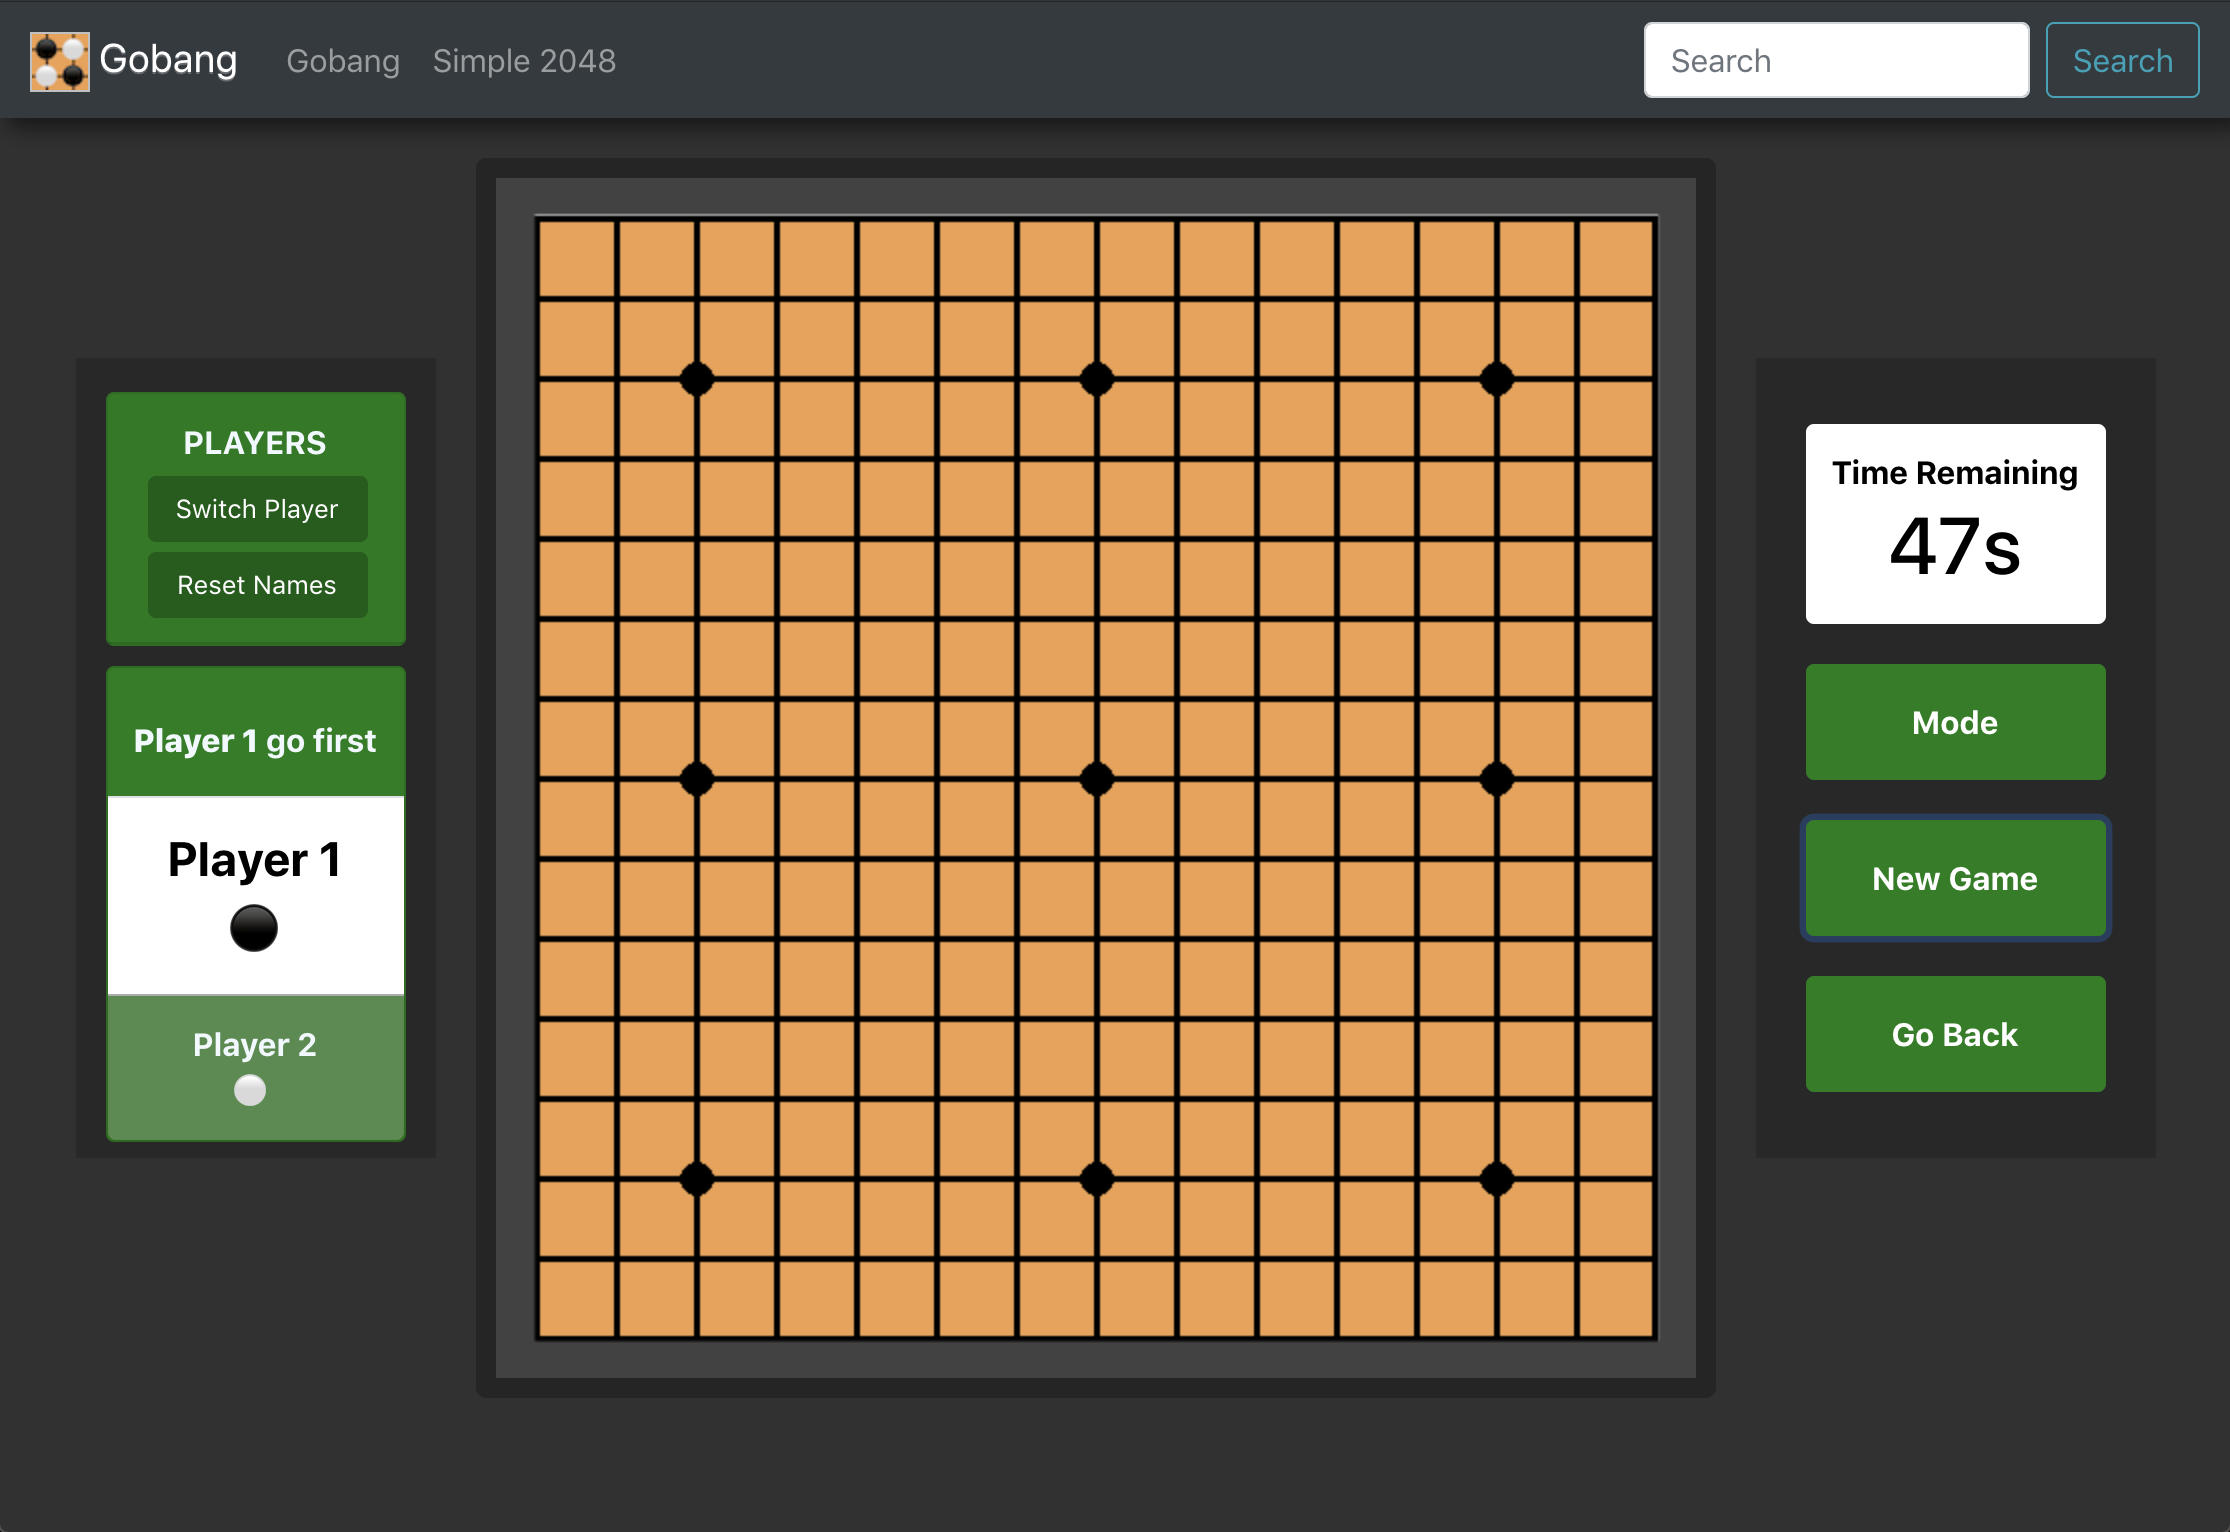 Gobang
Gobang
Simple 2048
Search
Search
PLAYERS
Switch Player
Reset Names
Player 1 go first
Player 1
Player 2
Time Remaining
47s
Mode
New Game
Go Back